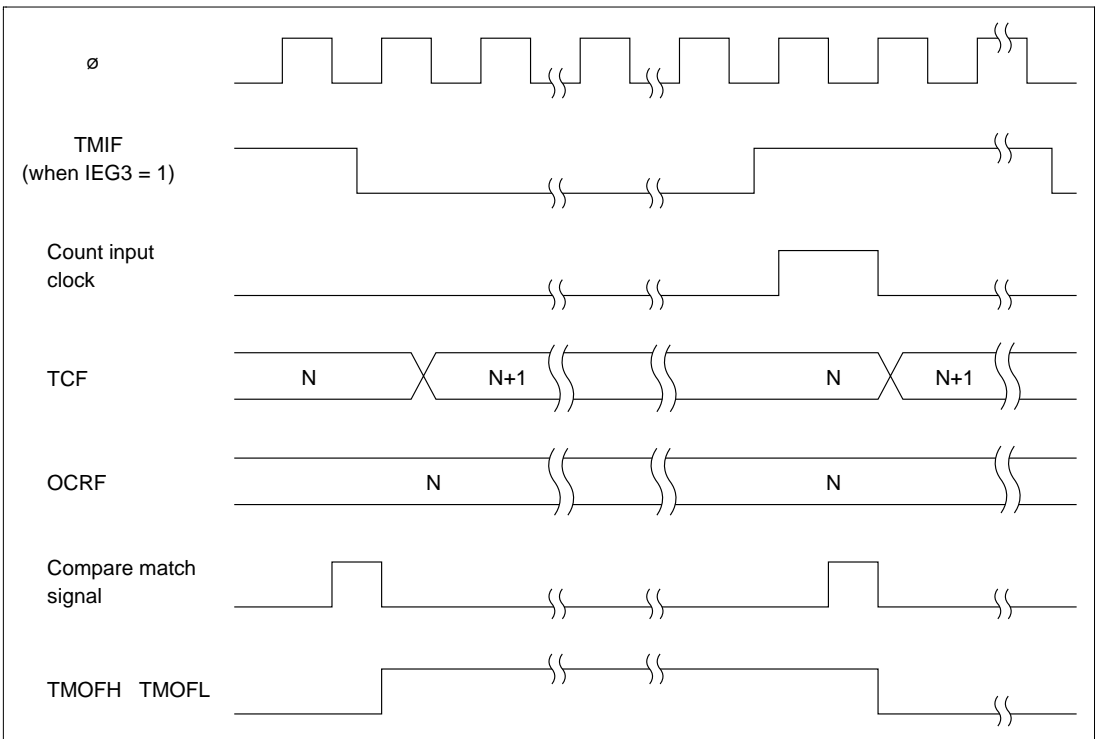 ø
TMIF
(when IEG3 = 1)
Count input
clock
TCF
N
N+1
N
N+1
OCRF
N
N
Compare match
signal
TMOFH TMOFL